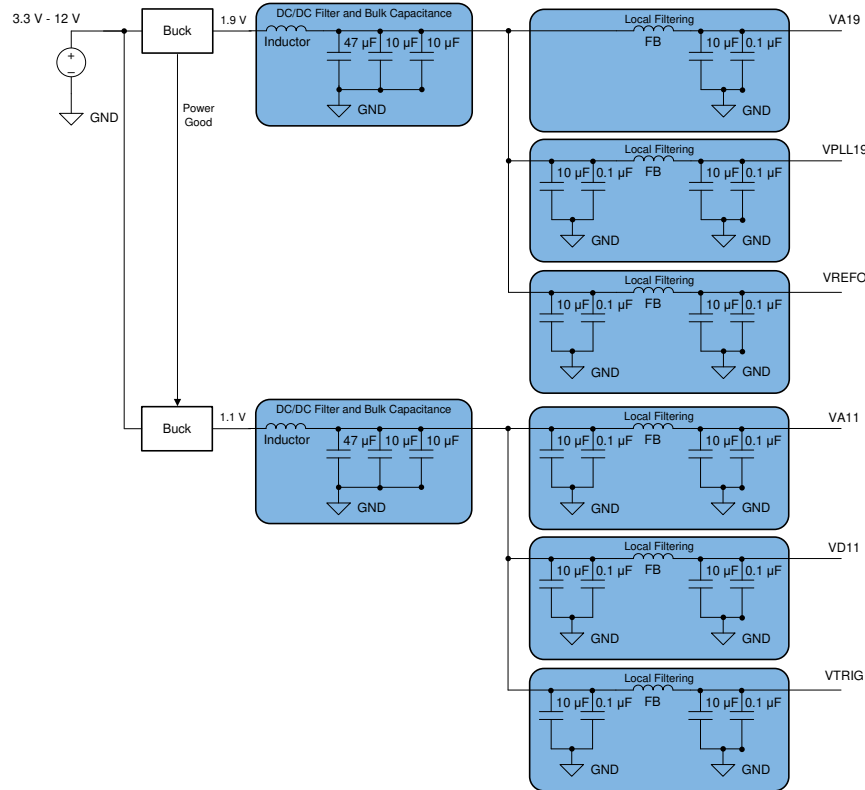 3.3 V - 12 V
+
–
GND
Buck
1.9 V
Power
Good
DC/DC Filter and Bulk Capacitance
Inductor
47 µF
10 µF
10 µF
GND
Local Filtering
FB
10 µF
0.1 µF
GND
VA19
Local Filtering
10 µF
0.1 µF
FB
10 µF
0.1 µF
GND
GND
VPLL19
Local Filtering
10 µF
0.1 µF
FB
10 µF
0.1 µF
GND
GND
VREFO
Buck
1.1 V
DC/DC Filter and Bulk Capacitance
Inductor
47 µF
10 µF
10 µF
GND
Local Filtering
10 µF
0.1 µF
FB
10 µF
0.1 µF
GND
GND
VA11
Local Filtering
10 µF
0.1 µF
FB
10 µF
0.1 µF
GND
GND
VD11
Local Filtering
10 µF
0.1 µF
FB
10 µF
0.1 µF
GND
GND
VTRIG